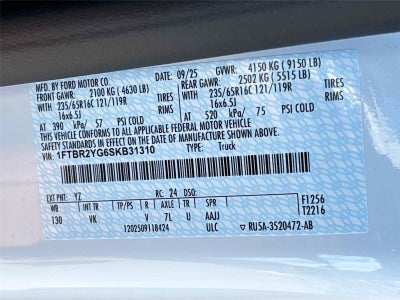 MFD. BY FORD MOTOR CO.
09/25 GVWR: 4150 KG ( 9150 LB)
FRONT GAWR: 2100 KG ( 4630 LB) REAR GAWR: 2502 KG ( 5515 LB)
WITH 235/65R16C 121/119R WITH 235/65R16C 121/119R
16x6.5J 16x6.5J
AT 390 kPa/ 57 PSI COLD AT 520 kPa/ 75 PSI COLD
THIS VEHICLE CONFORMS TO ALL APPLICABLE FEDERAL MOTOR VEHICLE
SAFETY STANDARDS IN EFFECT ON THE DATE OF MANUFACTURE SHOWN ABOVE.
VIN: 1FTBR2YG6SKB31310 TYPE: Truck
EXT PNT: YZ RC: 24 DSO: F1256
WB INT TR TP/PS R AXLE TR SPR T2216
130 VK V 7L U AAJJ
1202509118424 ULC RU5A-3520472-AB